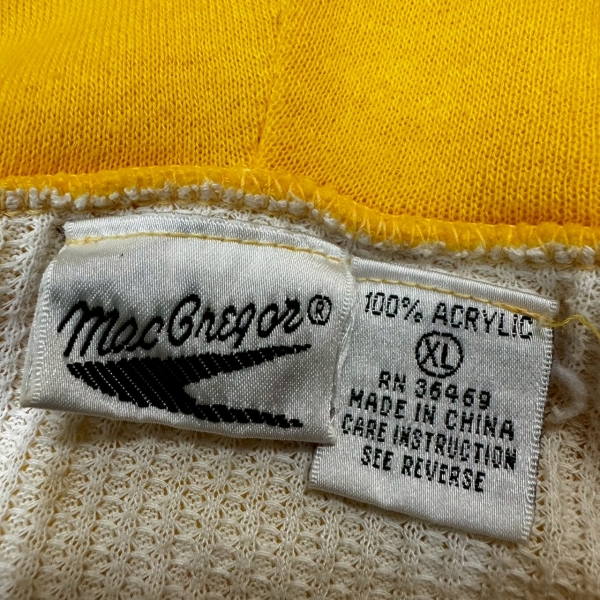 MacGregor®
100% ACRYLIC
XL
RN 36469
MADE IN CHINA
CARE INSTRUCTION
SEE REVERSE